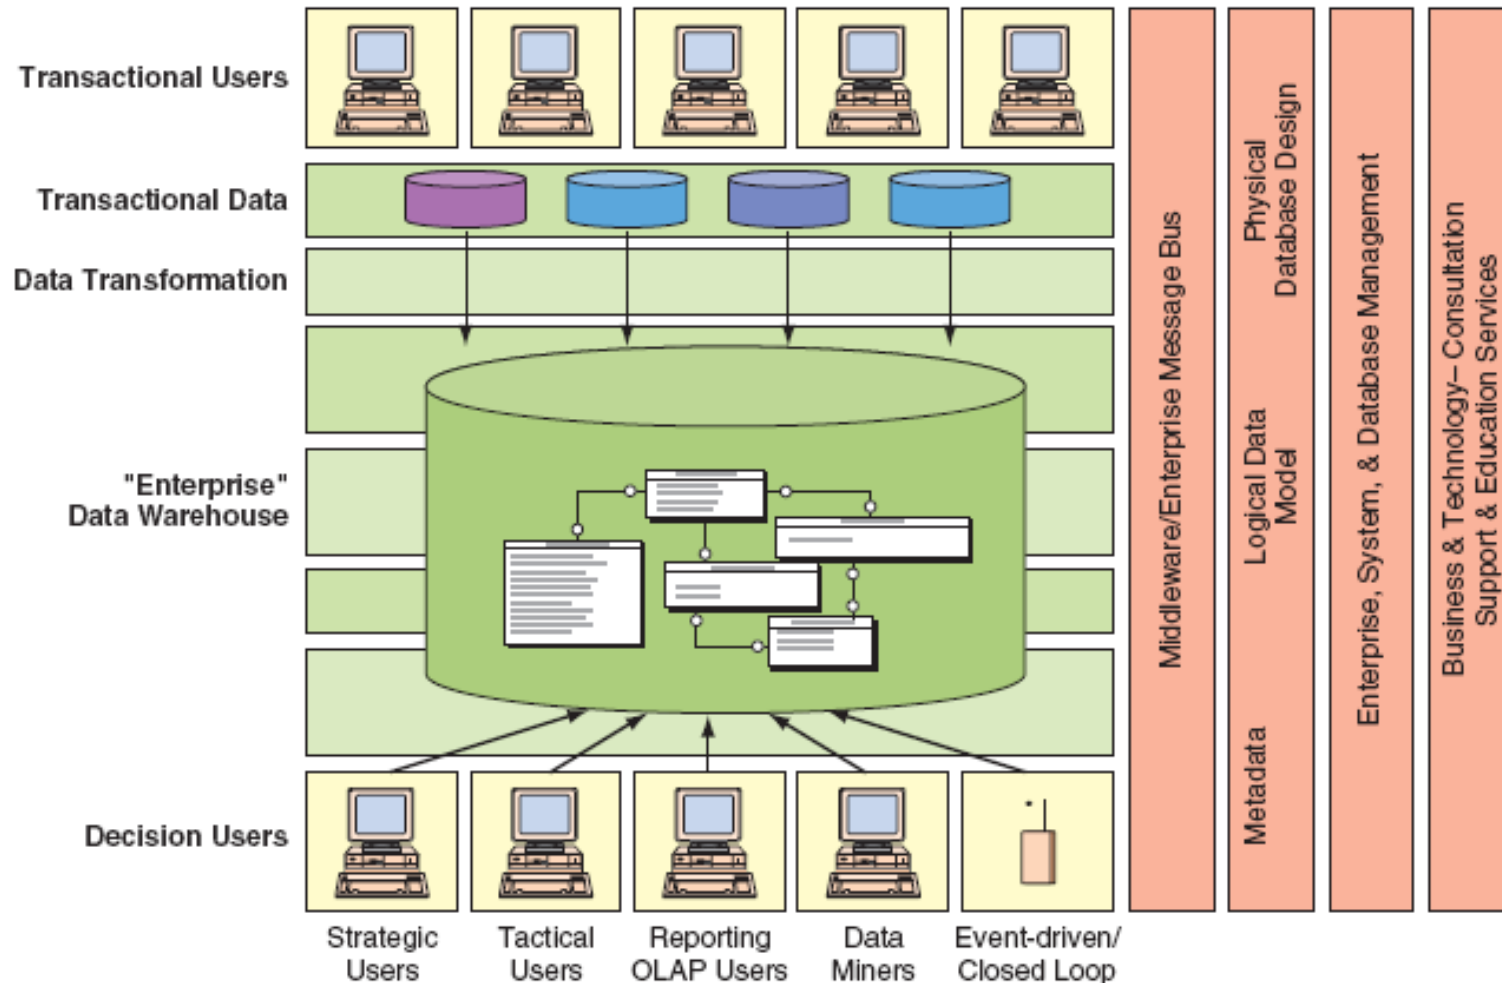 Transactional Users
Transactional Data
Data Transformation
"Enterprise"
Data Warehouse
Decision Users
Strategic
Users
Tactical
Users
Reporting
OLAP Users
Data
Miners
Event-driven/
Closed Loop
Middleware/Enterprise Message Bus
Physical
Database Design
Logical Data
Model
Metadata
Enterprise, System, & Database Management
Business & Technology– Consultation
Support & Education Services